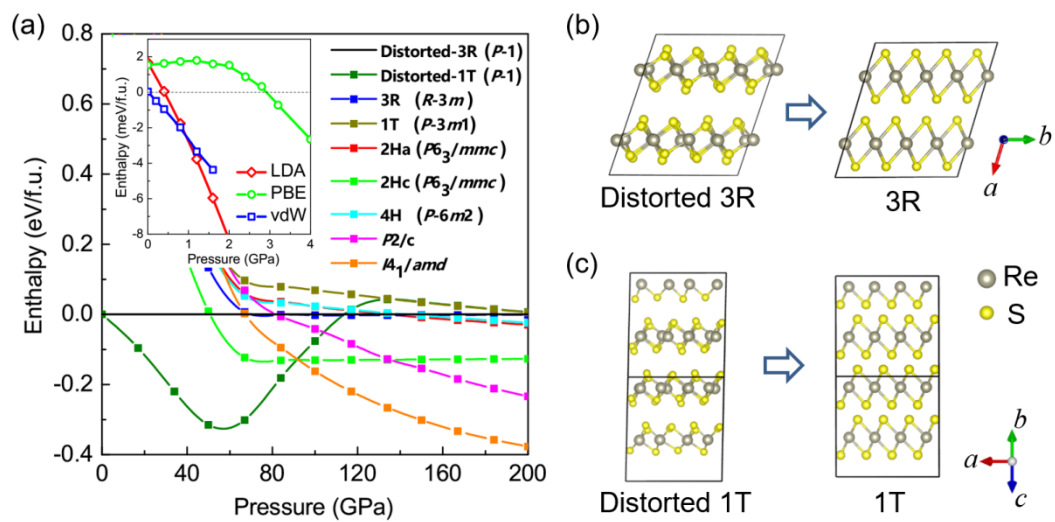 (a)
0.8
0.6
0.4
0.2
0.0
-0.2
-0.4
Enthalpy (eV/f.u.)
0 40 80 120 160 200
Pressure (GPa)
4
2
0
-2
-4
-6
-8
Enthalpy (meV/f.u.)
0 1 2 3 4
Pressure (GPa)
LDA
PBE
vdW
Distorted-3R (P-1)
Distorted-1T (P-1)
3R (R-3m)
1T (P-3m1)
2Ha (P6₃/mmc)
2Hc (P6₃/mmc)
4H (P-6m2)
P2/c
I4₁/amd
(b)
Distorted 3R
3R
b
a
(c)
Re
S
Distorted 1T
1T
b
a
c